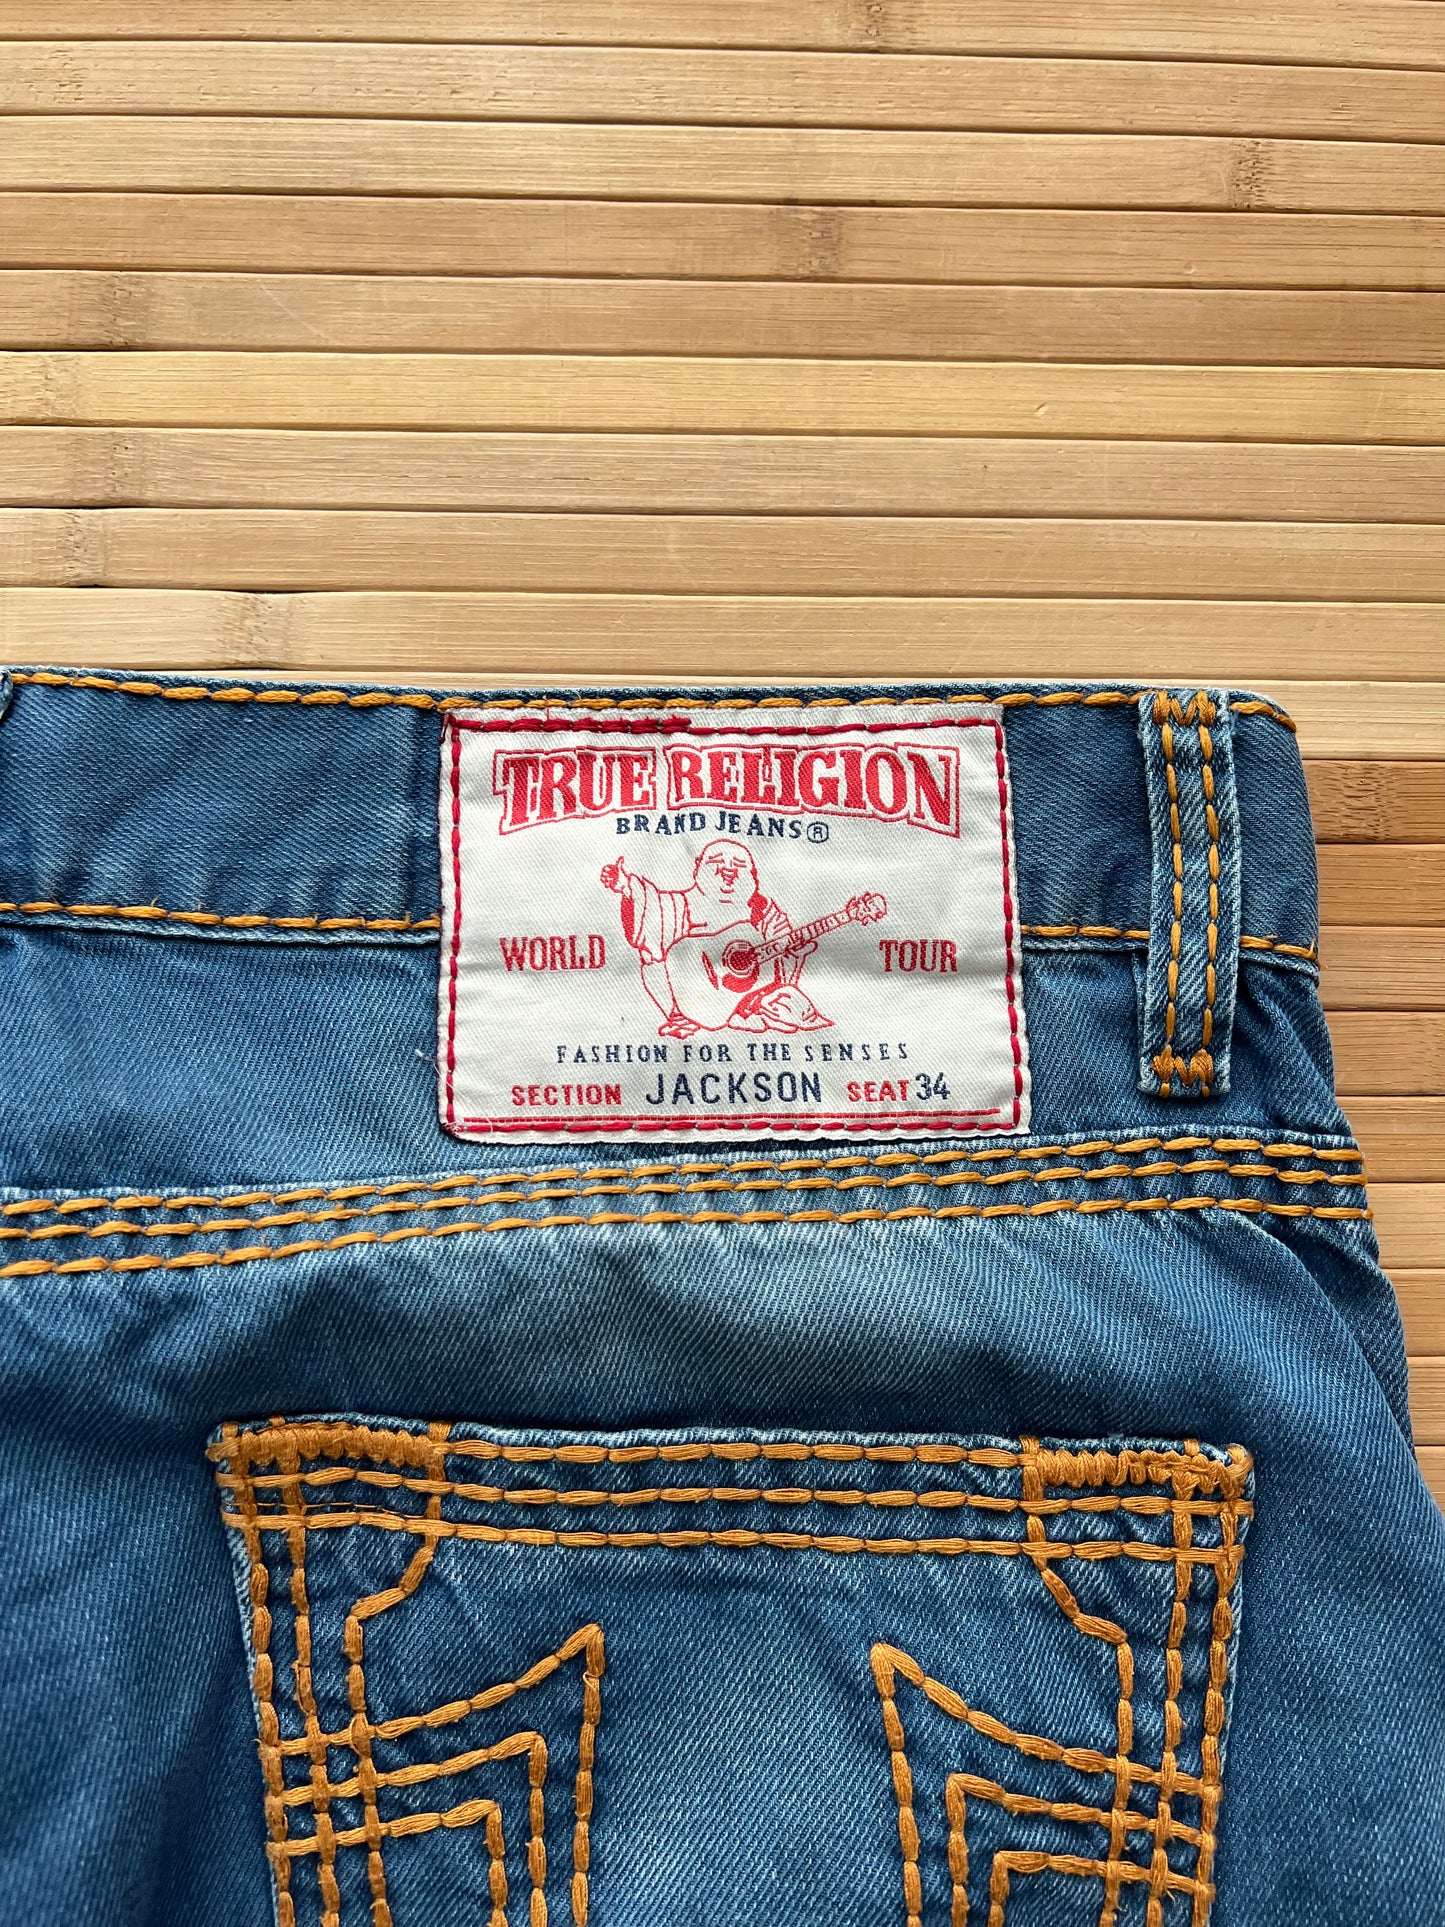 TRUE RELIGION
BRAND JEANS®
WORLD TOUR
FASHION FOR THE SENSES
SECTION JACKSON SEAT 34